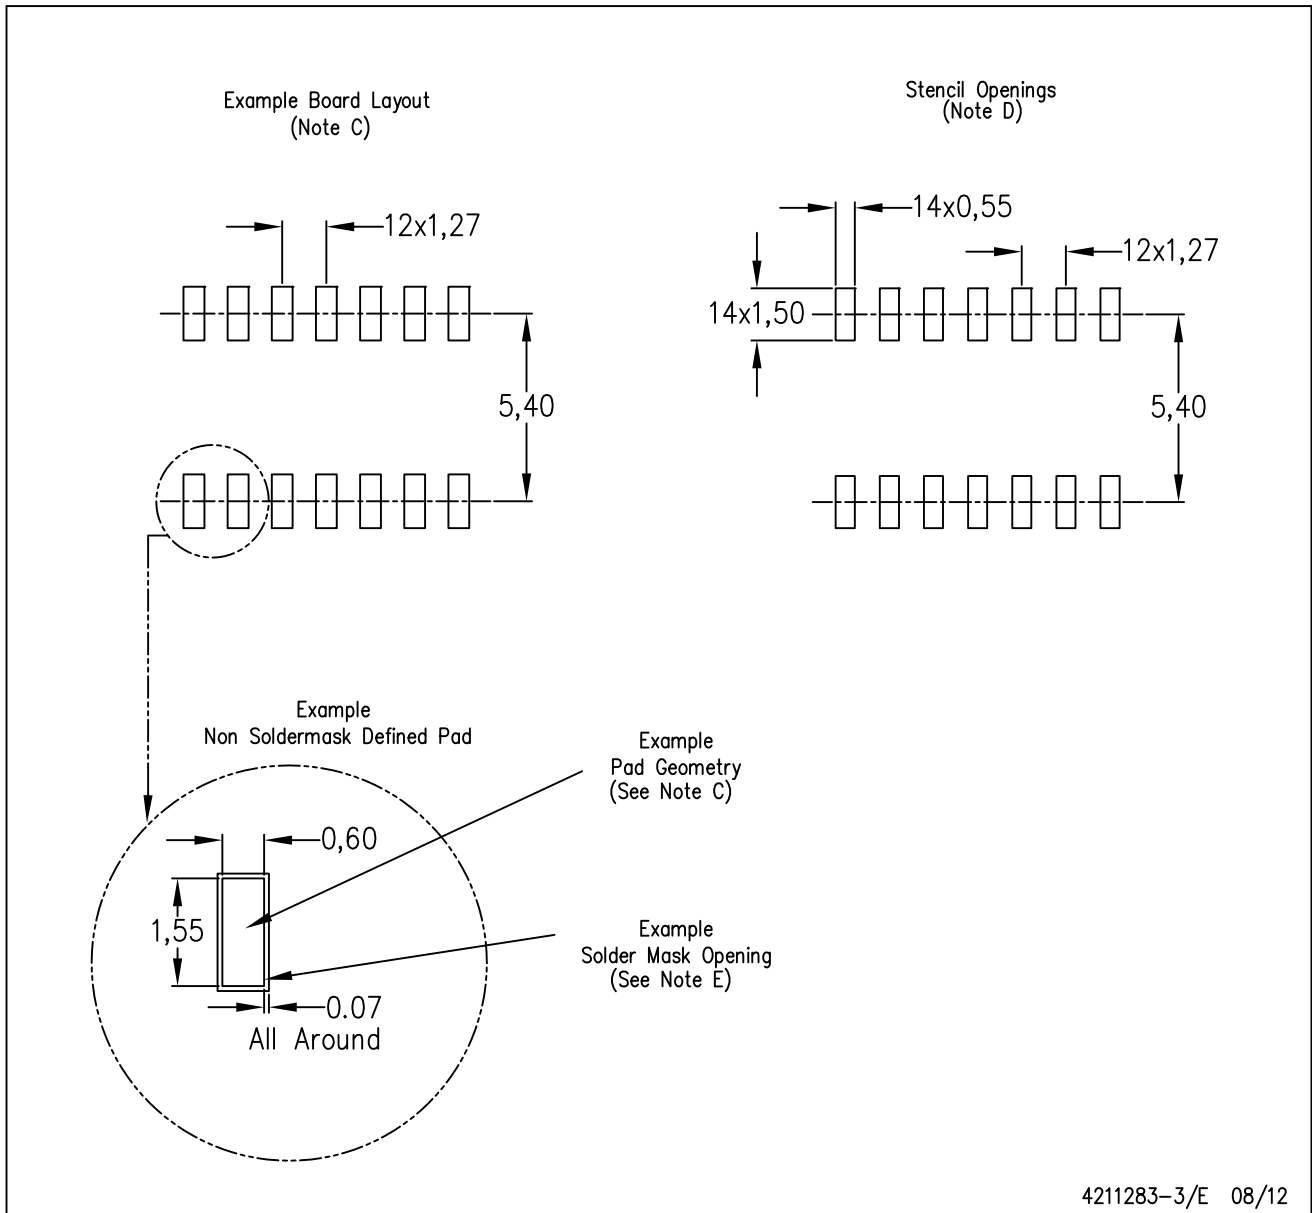 Example Board Layout
(Note C)
12x1,27
5,40
Stencil Openings
(Note D)
14x0,55
12x1,27
14x1,50
5,40
Example
Non Soldermask Defined Pad
0,60
1,55
0.07
All Around
Example
Pad Geometry
(See Note C)
Example
Solder Mask Opening
(See Note E)
4211283-3/E 08/12